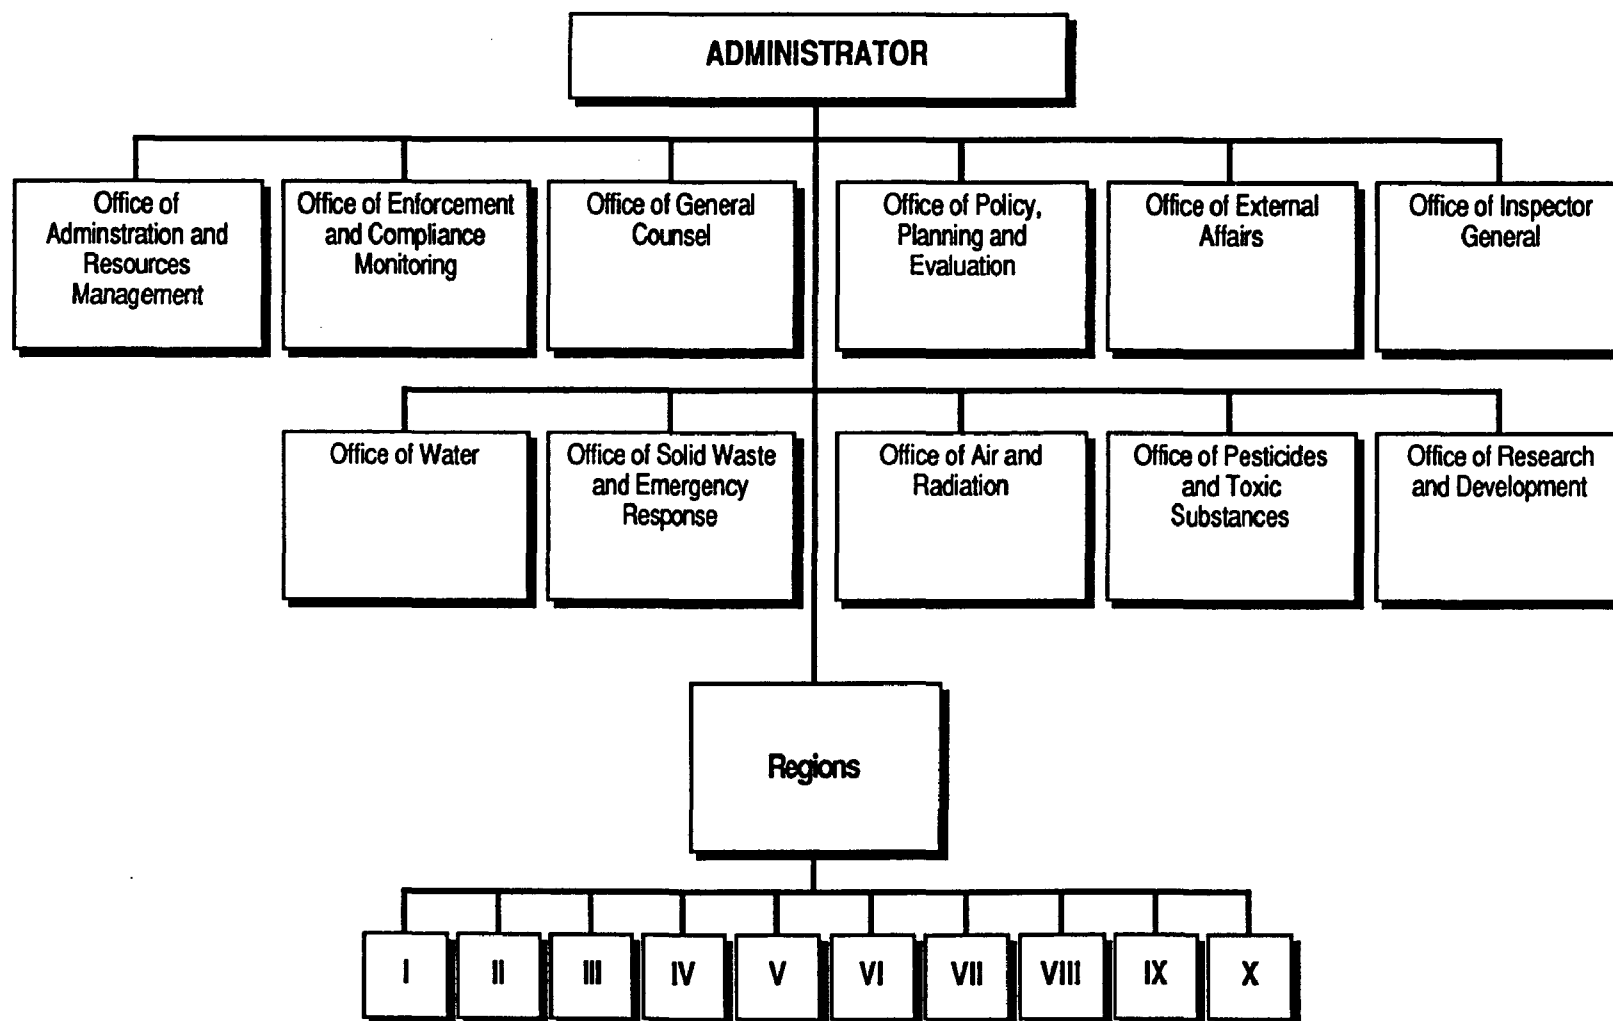 ADMINISTRATOR
Office of
Adminstration and
Resources
Management
Office of Enforcement
and Compliance
Monitoring
Office of General
Counsel
Office of Policy,
Planning and
Evaluation
Office of External
Affairs
Office of Inspector
General
Office of Water
Office of Solid Waste
and Emergency
Response
Office of Air and
Radiation
Office of Pesticides
and Toxic
Substances
Office of Research
and Development
Regions
I
II
III
IV
V
VI
VII
VIII
IX
X